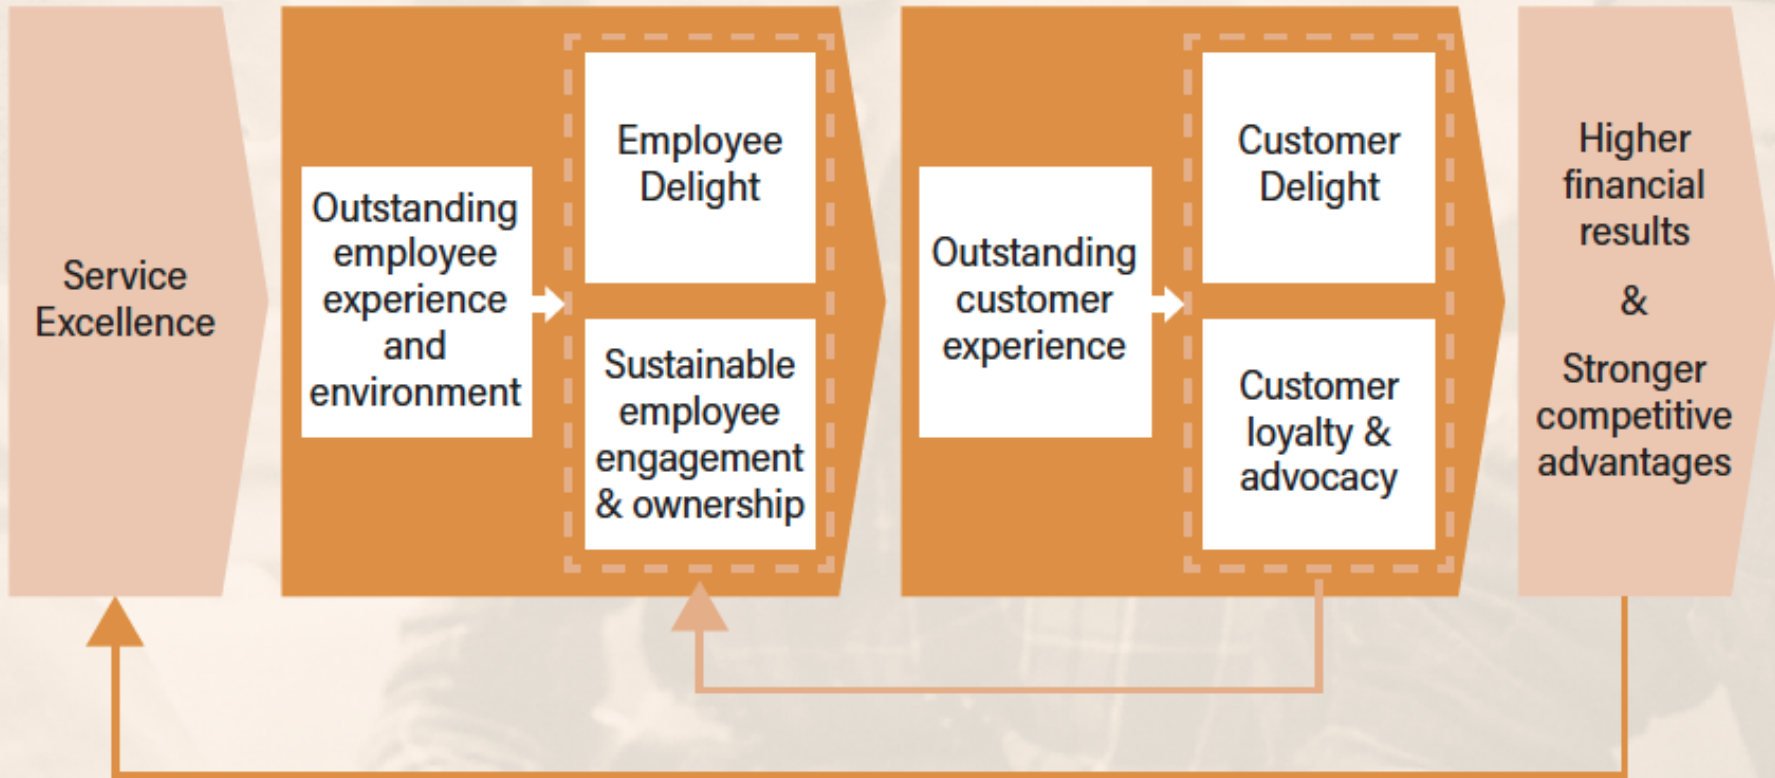 Service
Excellence
Outstanding
employee
experience
and
environment
Employee
Delight
Sustainable
employee
engagement
& ownership
Outstanding
customer
experience
Customer
Delight
Customer
loyalty &
advocacy
Higher
financial
results
&
Stronger
competitive
advantages